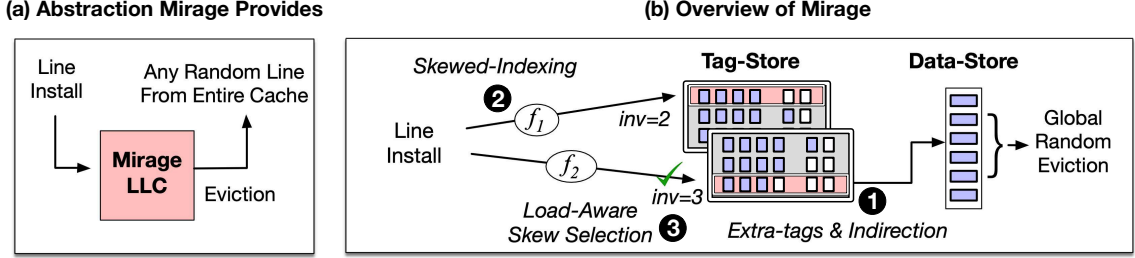 (a) Abstraction Mirage Provides
Line
Install
Any Random Line
From Entire Cache
Mirage
LLC
Eviction
(b) Overview of Mirage
Skewed-Indexing
2
f1
inv=2
Line
Install
f2
inv=3
Load-Aware
Skew Selection
3
Tag-Store
Data-Store
1
Extra-tags & Indirection
Global
Random
Eviction